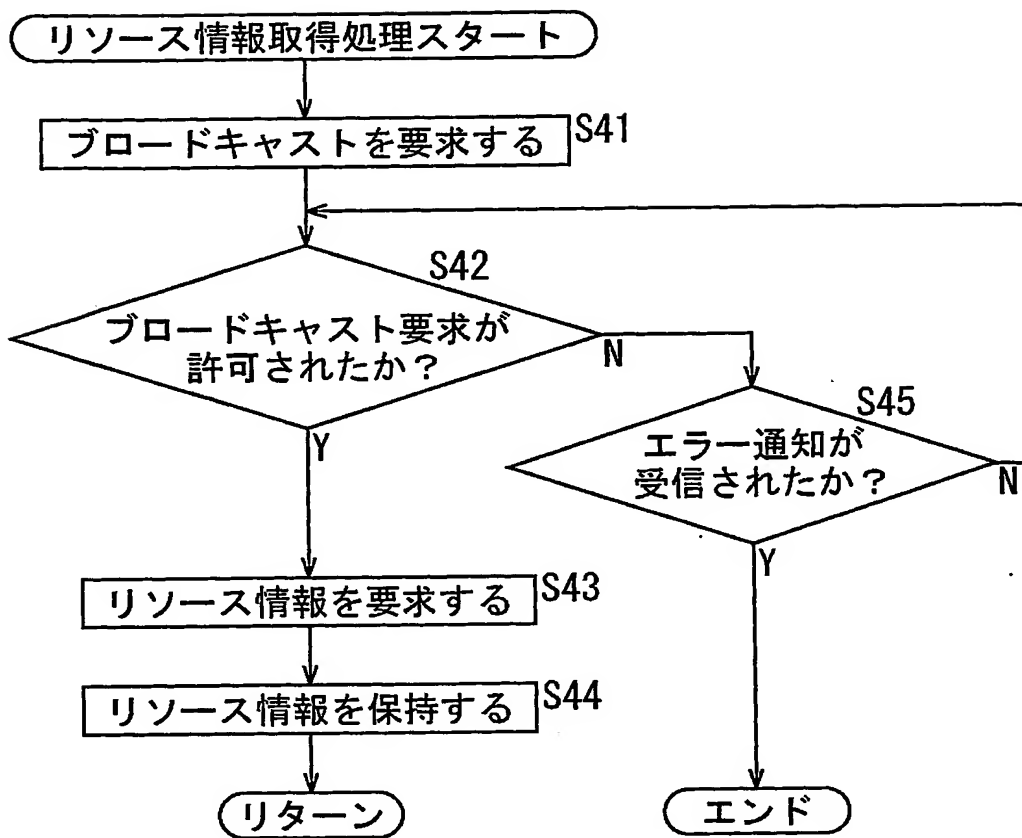 リソース情報取得処理スタート
ブロードキャストを要求する
S41
S42
ブロードキャスト要求が
許可されたか？
N
Y
S45
エラー通知が
受信されたか？
N
Y
リソース情報を要求する
S43
リソース情報を保持する
S44
リターン
エンド